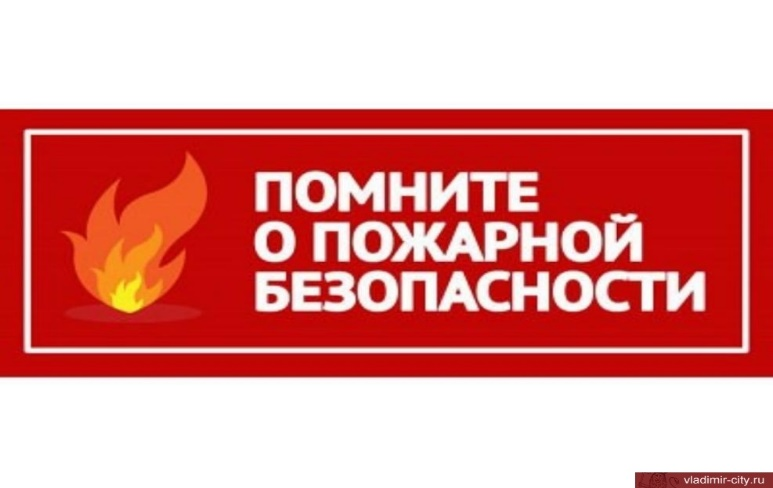 ПОМНИТЕ
О ПОЖАРНОЙ
БЕЗОПАСНОСТИ
vladimir-city.ru